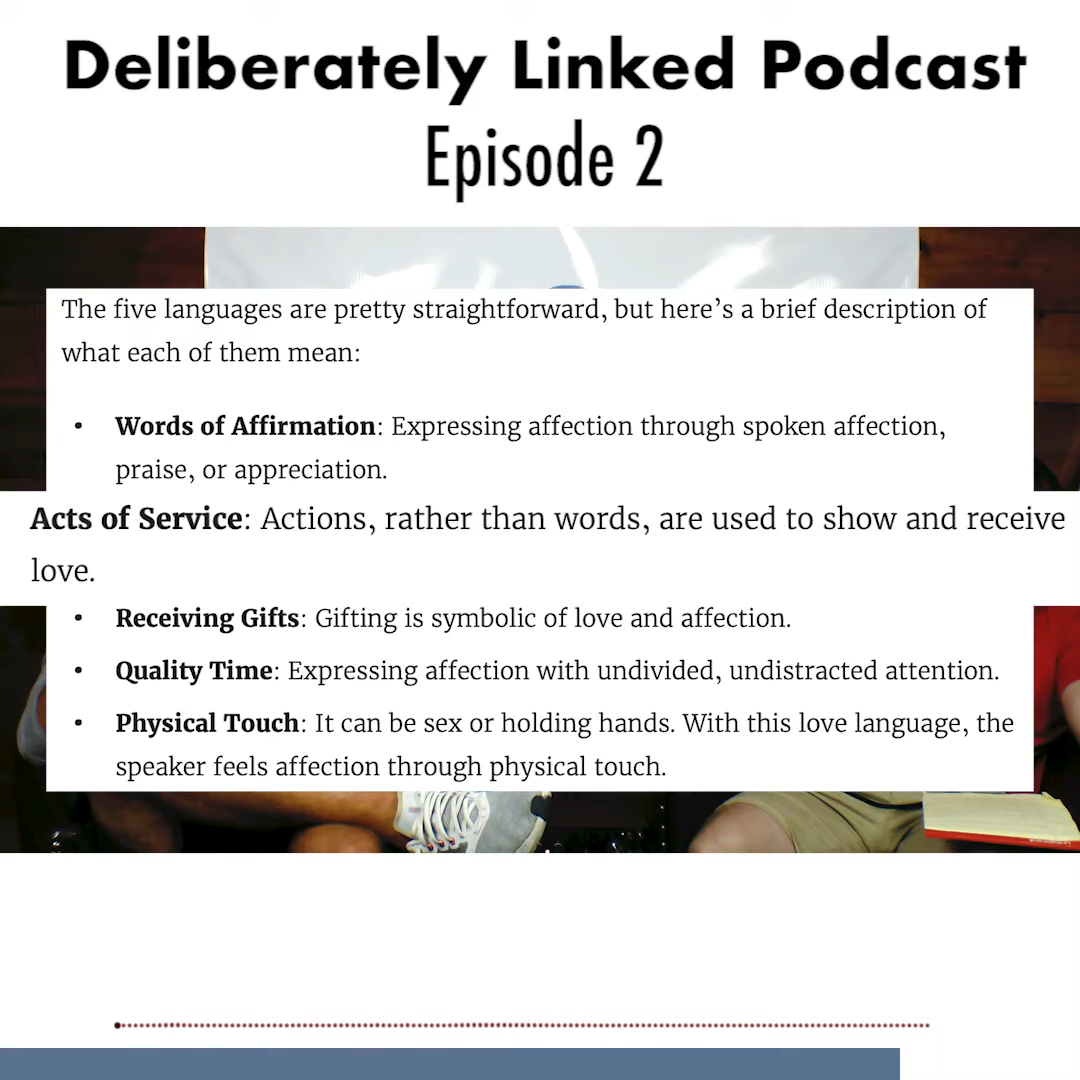 Deliberately Linked Podcast
Episode 2
The five languages are pretty straightforward, but here’s a brief description of
what each of them mean:
• Words of Affirmation: Expressing affection through spoken affection,
praise, or appreciation.
Acts of Service: Actions, rather than words, are used to show and receive
love.
• Receiving Gifts: Gifting is symbolic of love and affection.
• Quality Time: Expressing affection with undivided, undistracted attention.
• Physical Touch: It can be sex or holding hands. With this love language, the
speaker feels affection through physical touch.